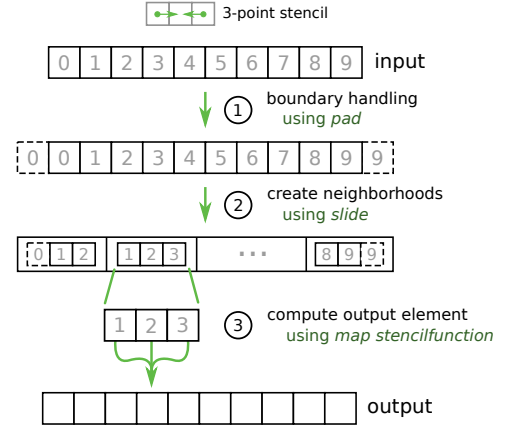 3-point stencil
0 1 2 3 4 5 6 7 8 9 input
1 boundary handling
using pad
0 0 1 2 3 4 5 6 7 8 9 9
2 create neighborhoods
using slide
0 1 2 1 2 3 ... 8 9 9
1 2 3
3 compute output element
using map stencilfunction
output